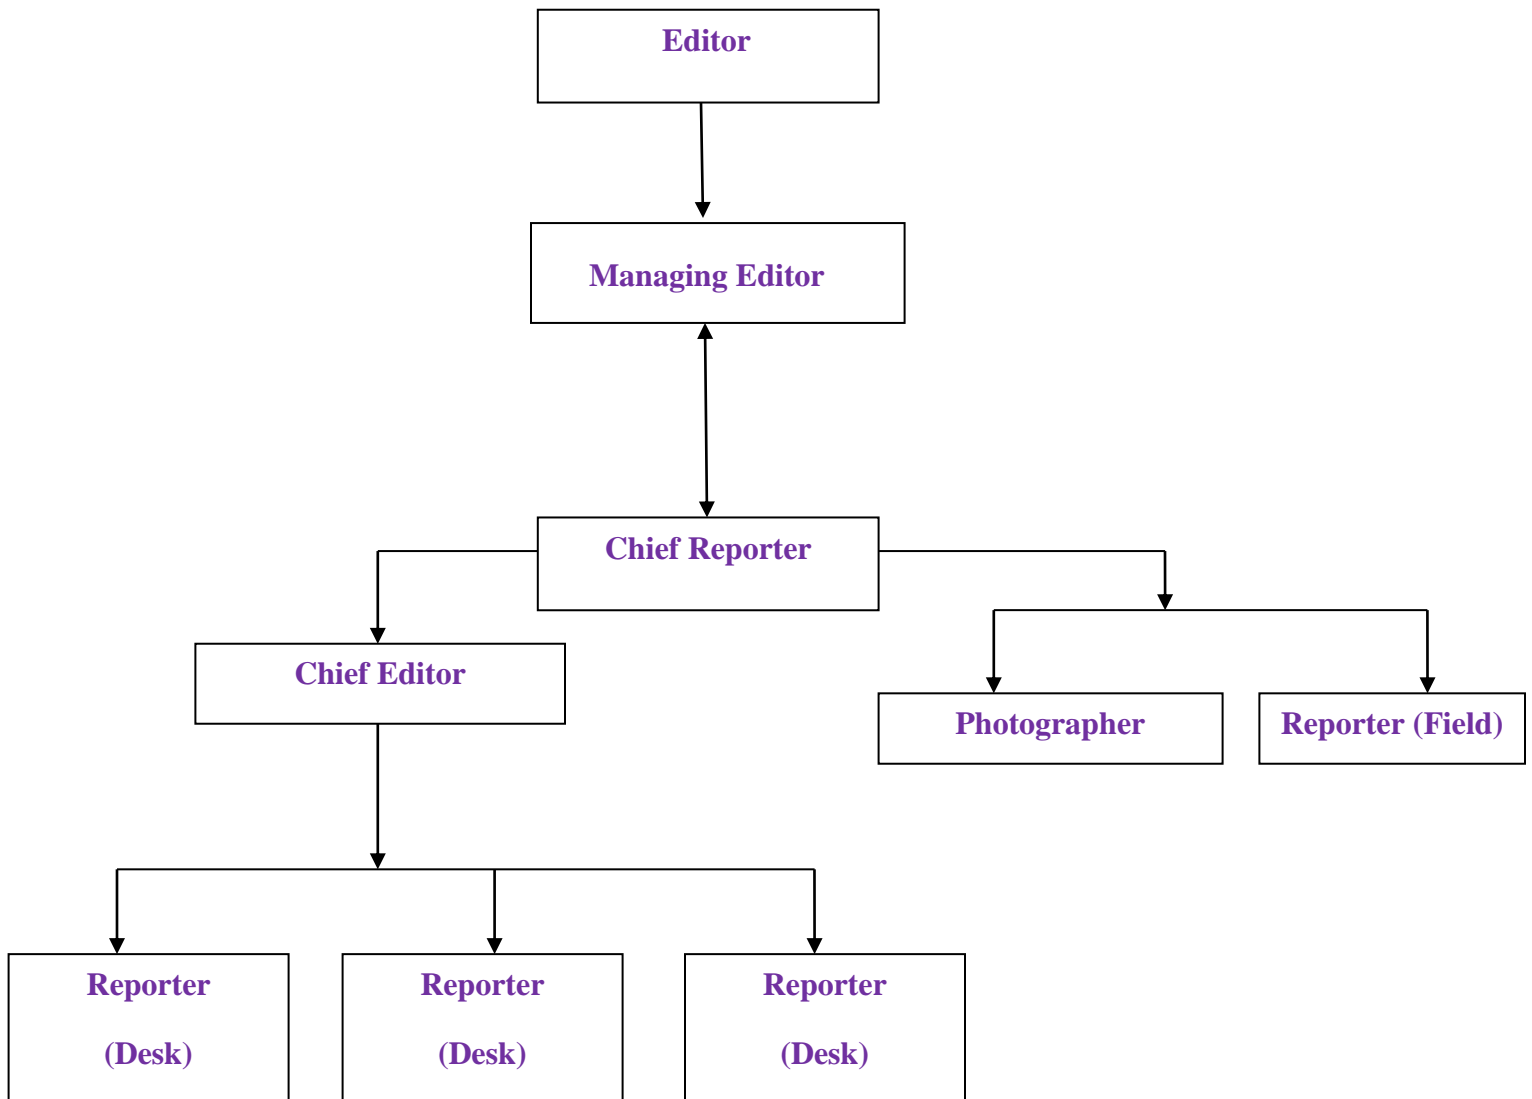 Editor
Managing Editor
Chief Reporter
Chief Editor
Photographer
Reporter (Field)
Reporter
(Desk)
Reporter
(Desk)
Reporter
(Desk)